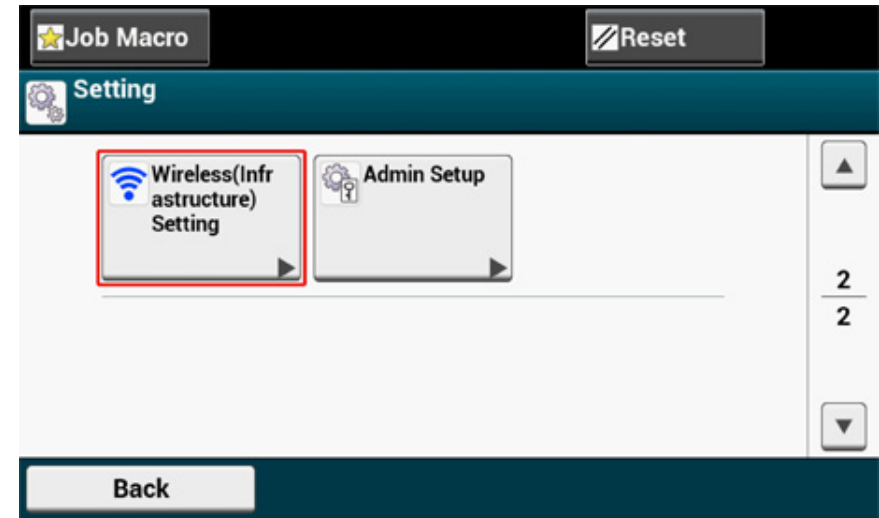 Job Macro
Reset
Setting
Wireless(Infr
astructure)
Setting
Admin Setup
2
2
Back